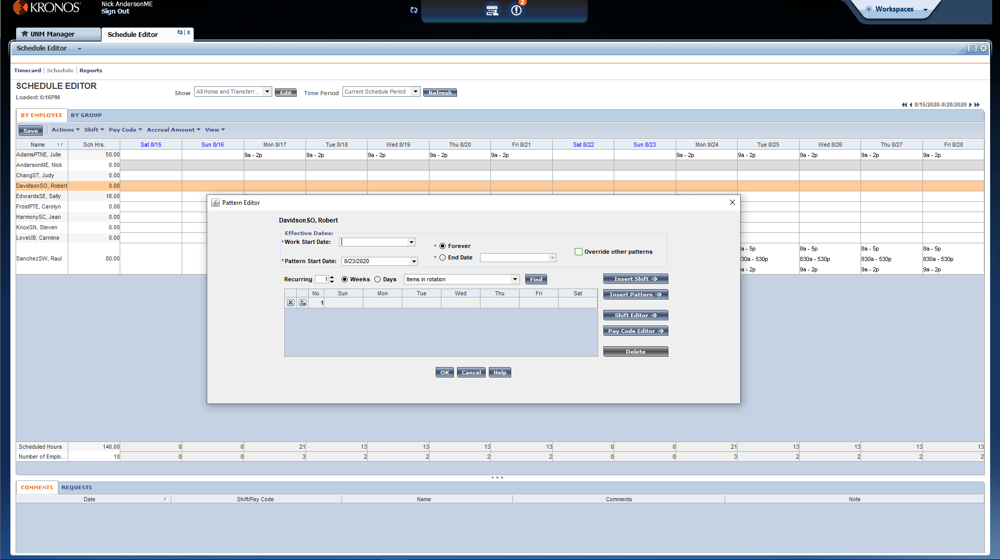 KRONOS
Nick AndersonME
Sign Out
2
Workspaces
UNM Manager
Schedule Editor
x
Schedule Editor
Timecard | Schedule | Reports
SCHEDULE EDITOR
Loaded: 6:16PM
Show All Home and Transferr... Edit Time Period Current Schedule Period Refresh
8/15/2020-8/28/2020
BY EMPLOYEE BY GROUP
Save Actions Shift Pay Code Accrual Amount View
Name 1 Sch Hrs. Sat 8/15 Sun 8/16 Mon 8/17 Tue 8/18 Wed 8/19 Thu 8/20 Fri 8/21 Sat 8/22 Sun 8/23 Mon 8/24 Tue 8/25 Wed 8/26 Thu 8/27 Fri 8/28
AdamsPTNE, Julie 50.00 9a - 2p 9a - 2p 9a - 2p 9a - 2p 9a - 2p 9a - 2p 9a - 2p 9a - 2p 9a - 2p 9a - 2p
AndersonME, Nick 0.00
ChangST, Judy 0.00
DavidsonSO, Robert 0.00
EdwardsSE, Sally 16.00
FrostPTE, Carolyn 0.00
HarmonySC, Jean 0.00
KnoxSN, Steven 0.00
LoveUB, Carmine 0.00
a - 5p 8a - 5p 8a - 5p 8a - 5p
SanchezSW, Raul 80.00 30a - 530p 830a - 530p 830a - 530p 830a - 530p
a - 2p 9a - 2p 9a - 2p 9a - 2p
Pattern Editor
DavidsonSO, Robert
Effective Dates:
*Work Start Date:
* Forever
Override other patterns
* End Date
*Pattern Start Date: 8/23/2020
Recurring 1 Weeks Days Items in rotation Find
Insert Shift
No. Sun Mon Tue Wed Thu Fri Sat
Insert Pattern
1
Shift Editor
Pay Code Editor
Delete
OK Cancel Help
Scheduled Hours 146.00 0 0 21 13 13 13 13 0 0 21 13 13 13 13
Number of Emplo... 10 0 0 3 2 2 2 2 0 0 3 2 2 2 2
COMMENTS REQUESTS
Date Shift/Pay Code Name Comments Note